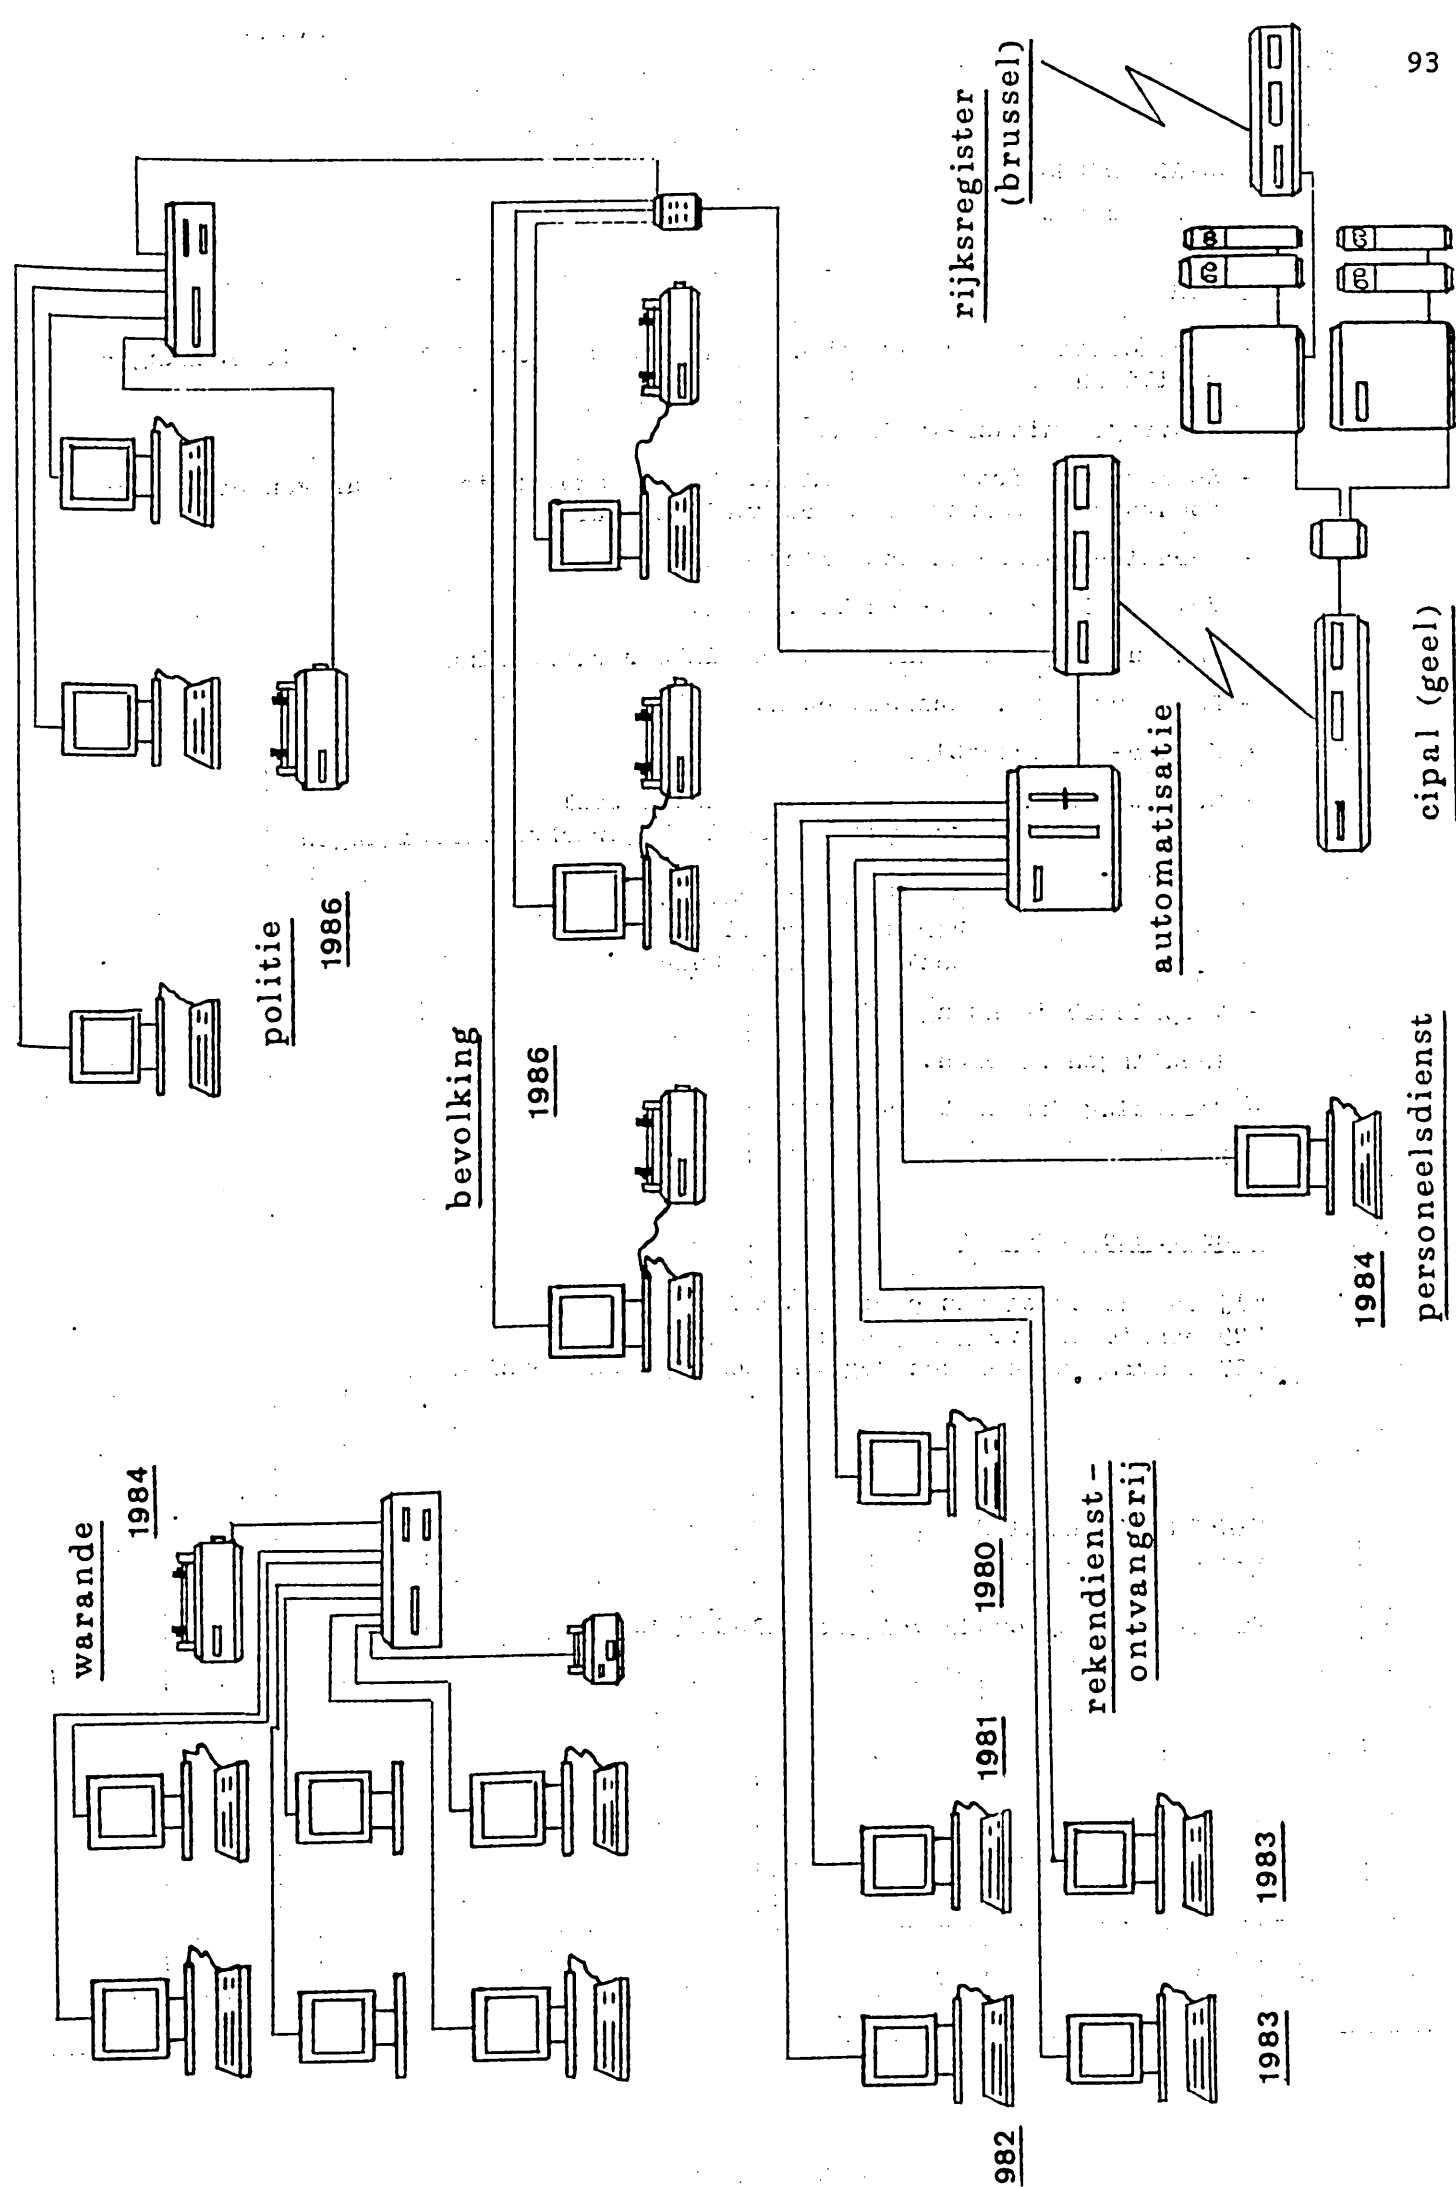 93
rijksregister
(brussel)
politie
1986
bevolking
1986
warande
1984
automatisatie
cipal (geel)
personeelsdienst
1984
rekendienst-
ontvangerij
1980
1981
982
1983
1983